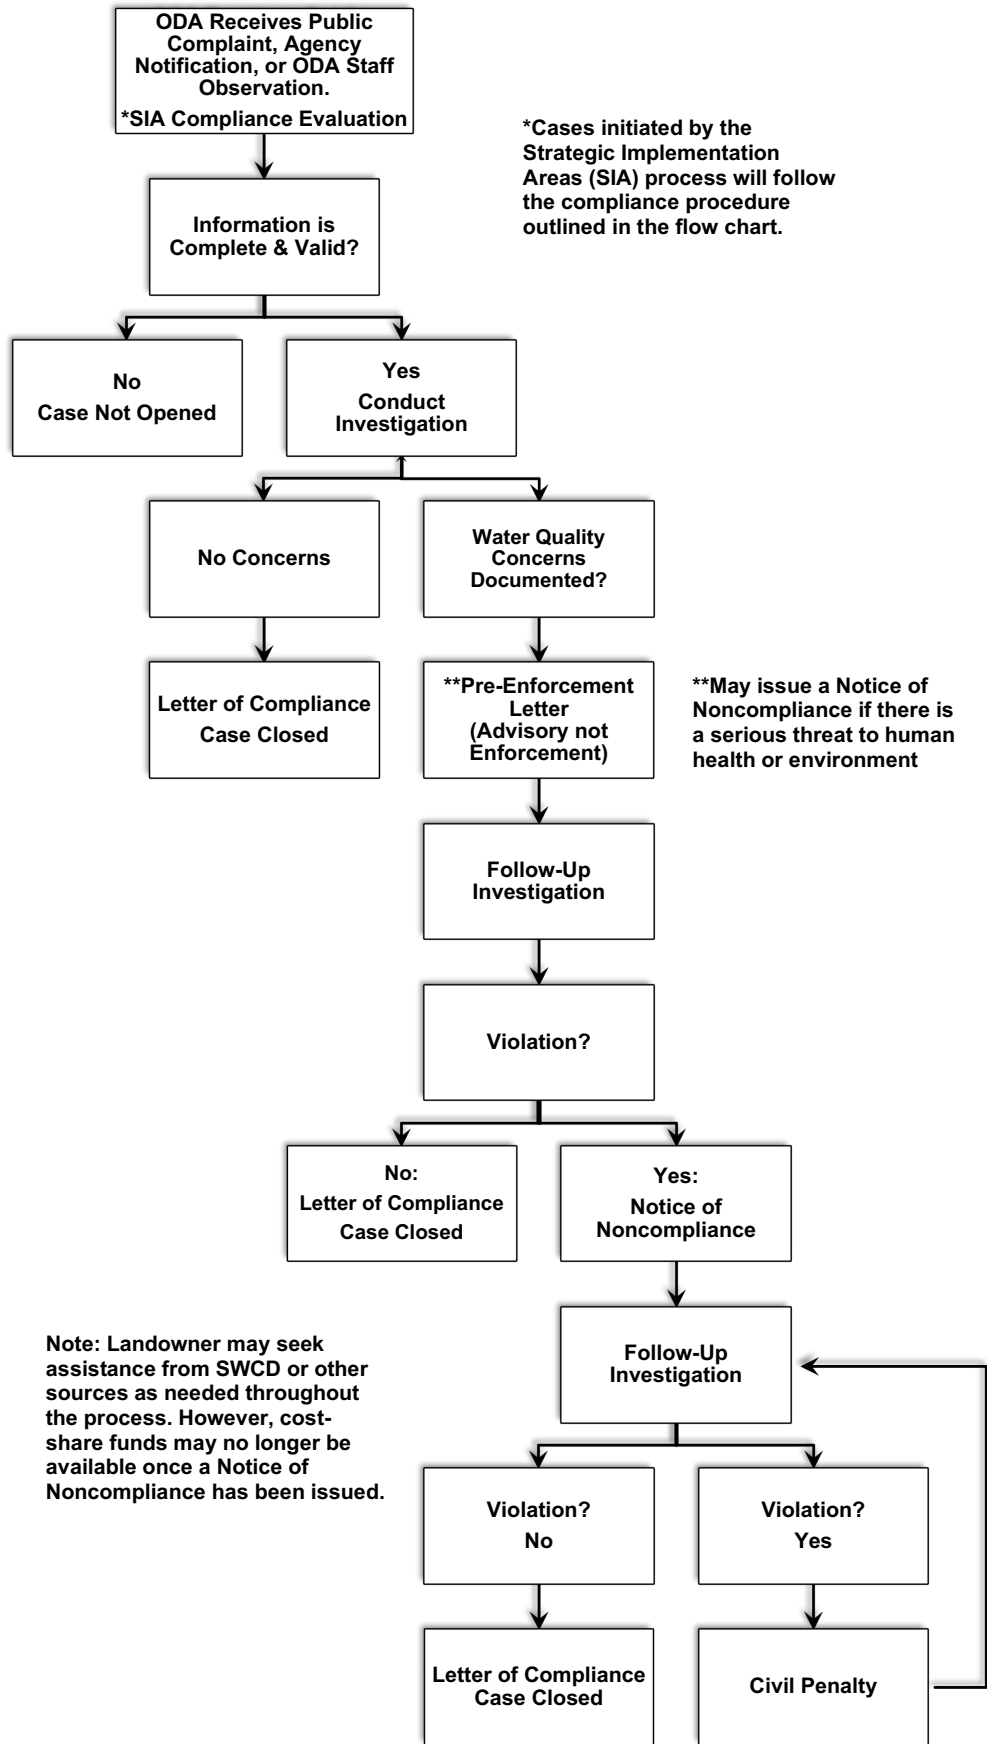 ODA Receives Public
Complaint, Agency
Notification, or ODA Staff
Observation.
*SIA Compliance Evaluation
*Cases initiated by the
Strategic Implementation
Areas (SIA) process will follow
the compliance procedure
outlined in the flow chart.
Information is
Complete & Valid?
No
Case Not Opened
Yes
Conduct
Investigation
No Concerns
Water Quality
Concerns
Documented?
Letter of Compliance
Case Closed
**Pre-Enforcement
Letter
(Advisory not
Enforcement)
**May issue a Notice of
Noncompliance if there is
a serious threat to human
health or environment
Follow-Up
Investigation
Violation?
No:
Letter of Compliance
Case Closed
Yes:
Notice of
Noncompliance
Note: Landowner may seek
assistance from SWCD or other
sources as needed throughout
the process. However, cost-
share funds may no longer be
available once a Notice of
Noncompliance has been issued.
Follow-Up
Investigation
Violation?
No
Violation?
Yes
Letter of Compliance
Case Closed
Civil Penalty